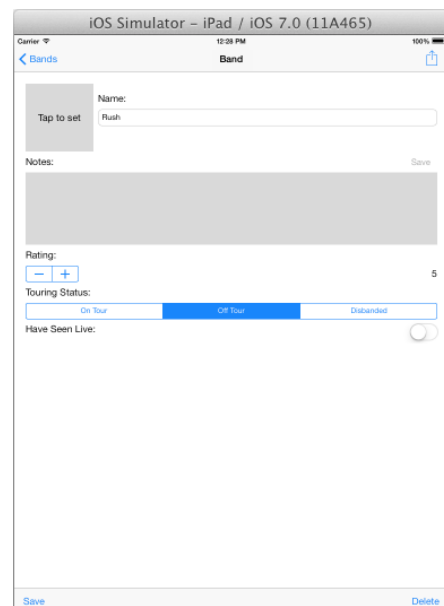 iOS Simulator – iPad / iOS 7.0 (11A465)
Carrier 12:28 PM 100%
Bands Band
Name:
Tap to set Rush
Notes: Save
Rating:
− + 5
Touring Status:
On Tour Off Tour Disbanded
Have Seen Live:
Save Delete